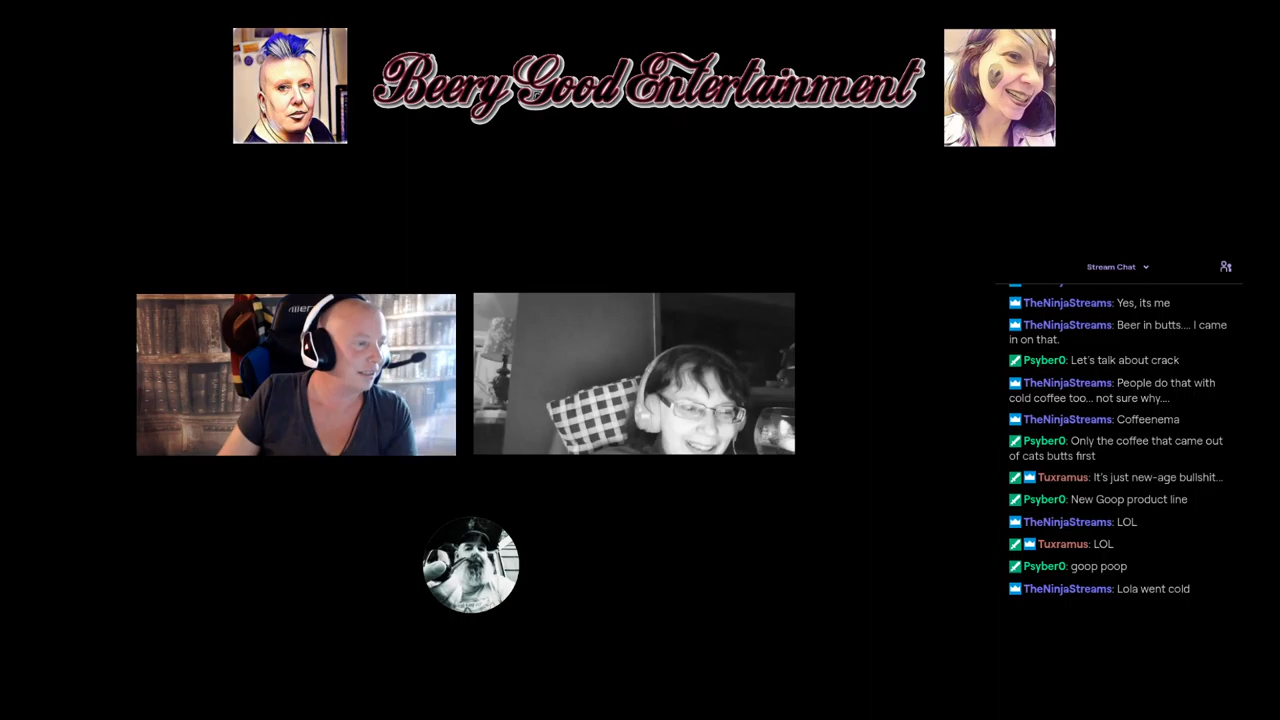 Beery Good Entertainment
Stream Chat
TheNinjaStreams: Yes, its me
TheNinjaStreams: Beer in butts.... I came
in on that.
Psyber0: Let's talk about crack
TheNinjaStreams: People do that with
cold coffee too... not sure why....
TheNinjaStreams: Coffeenema
Psyber0: Only the coffee that came out
of cats butts first
Tuxramus: It's just new-age bullshit...
Psyber0: New Goop product line
TheNinjaStreams: LOL
Tuxramus: LOL
Psyber0: goop poop
TheNinjaStreams: Lola went cold